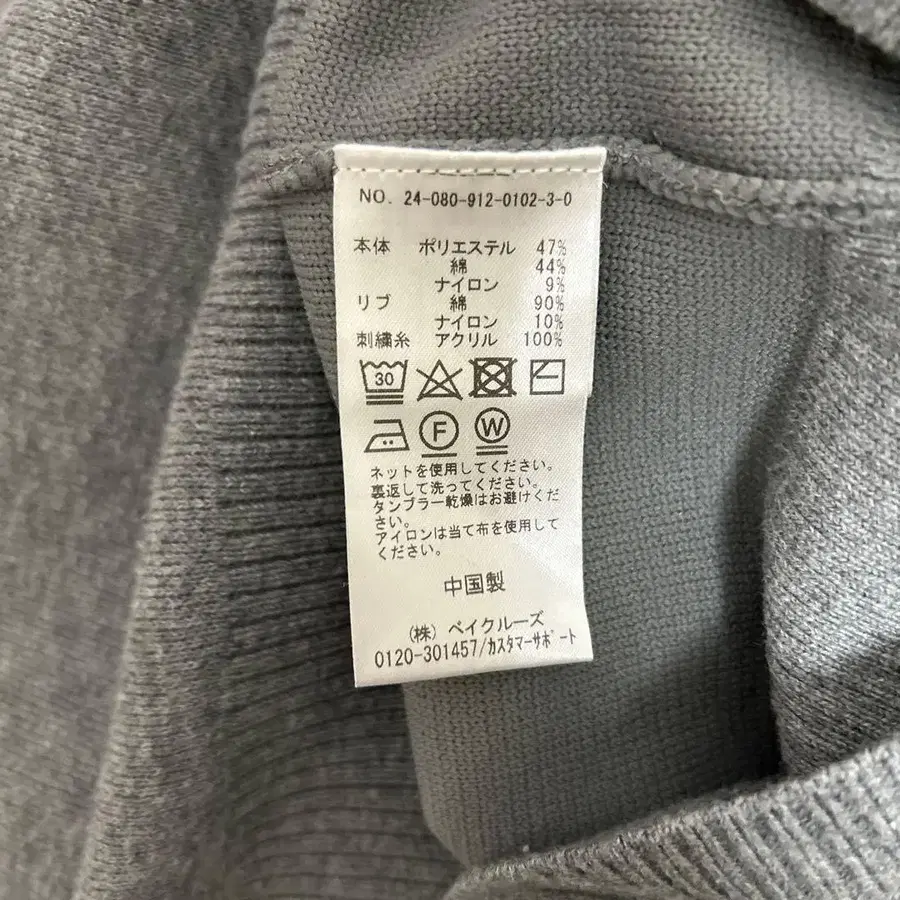 NO. 24-080-912-0102-3-0
本体 ポリエステル 47%
綿 44%
ナイロン 9%
リブ 綿 90%
ナイロン 10%
刺繍糸 アクリル 100%
30
F W
ネットを使用してください。
裏返して洗ってください。
タンブラー乾燥はお避けくだ
さい。
アイロンは当て布を使用して
ください。
中国製
(株) ベイクルーズ
0120-301457/カスタマーサポート